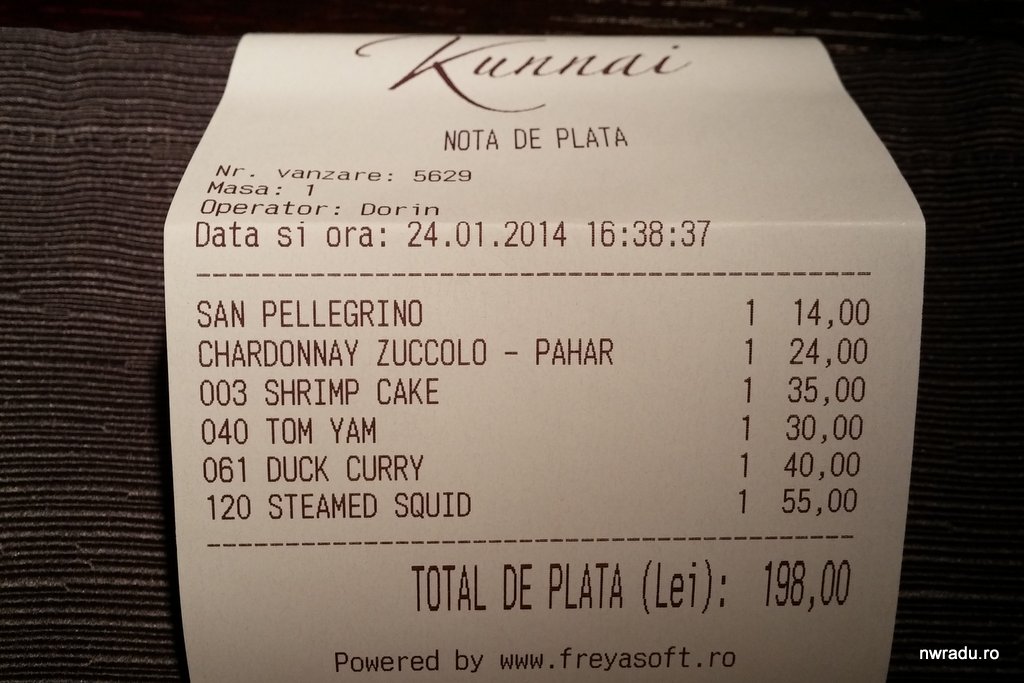 Kunnai
NOTA DE PLATA
Nr. vanzare: 5629
Masa: 1
Operator: Dorin
Data si ora: 24.01.2014 16:38:37
SAN PELLEGRINO 1 14,00
CHARDONNAY ZUCCOLO - PAHAR 1 24,00
003 SHRIMP CAKE 1 35,00
040 TOM YAM 1 30,00
061 DUCK CURRY 1 40,00
120 STEAMED SQUID 1 55,00
TOTAL DE PLATA (Lei): 198,00
Powered by www.freyasoft.ro
nwradu.ro